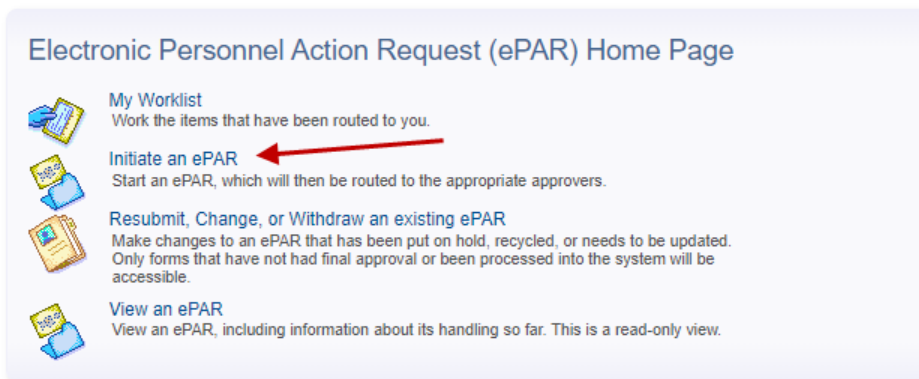 Electronic Personnel Action Request (ePAR) Home Page
My Worklist
Work the items that have been routed to you.
Initiate an ePAR
Start an ePAR, which will then be routed to the appropriate approvers.
Resubmit, Change, or Withdraw an existing ePAR
Make changes to an ePAR that has been put on hold, recycled, or needs to be updated.
Only forms that have not had final approval or been processed into the system will be
accessible.
View an ePAR
View an ePAR, including information about its handling so far. This is a read-only view.